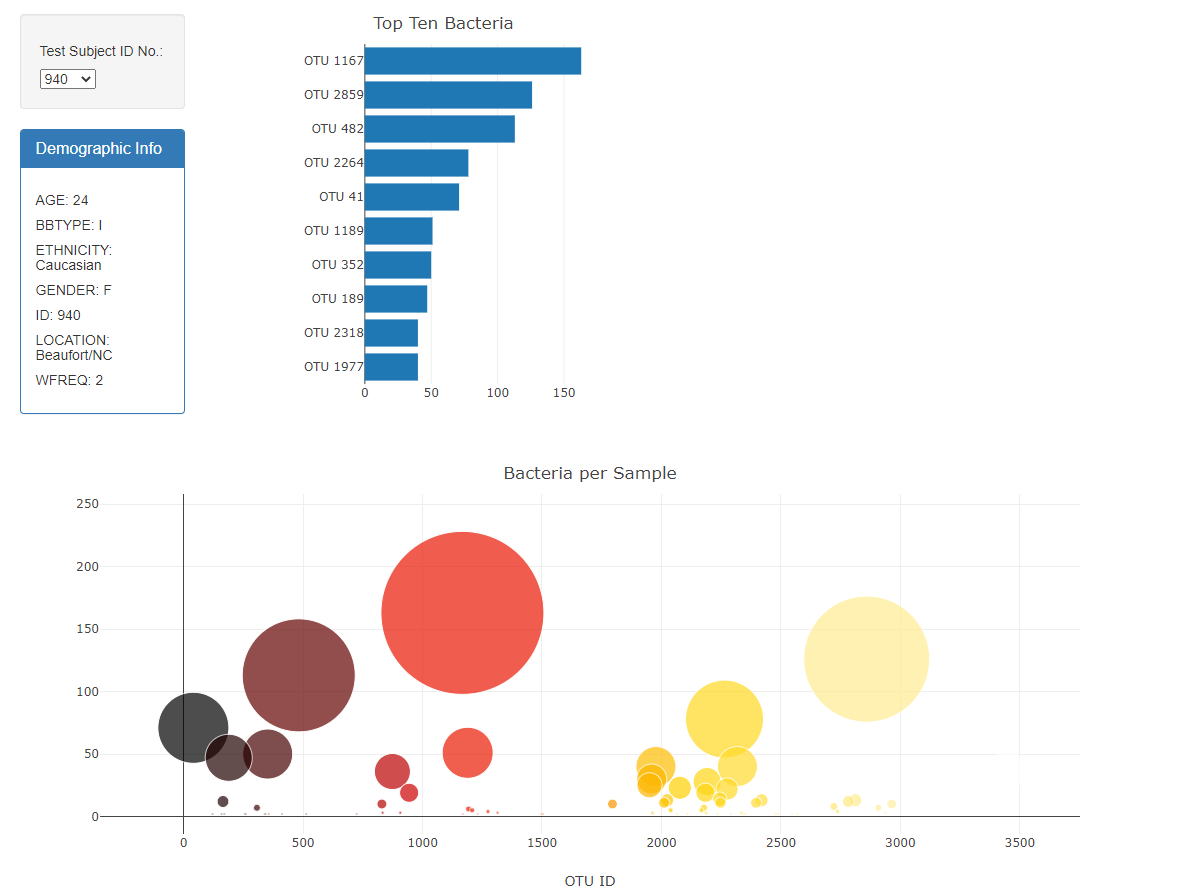 Test Subject ID No.:
940
Demographic Info
AGE: 24
BBTYPE: I
ETHNICITY:
Caucasian
GENDER: F
ID: 940
LOCATION:
Beaufort/NC
WFREQ: 2
Top Ten Bacteria
OTU 1167
OTU 2859
OTU 482
OTU 2264
OTU 41
OTU 1189
OTU 352
OTU 189
OTU 2318
OTU 1977
0 50 100 150
Bacteria per Sample
250
200
150
100
50
0
0 500 1000 1500 2000 2500 3000 3500
OTU ID